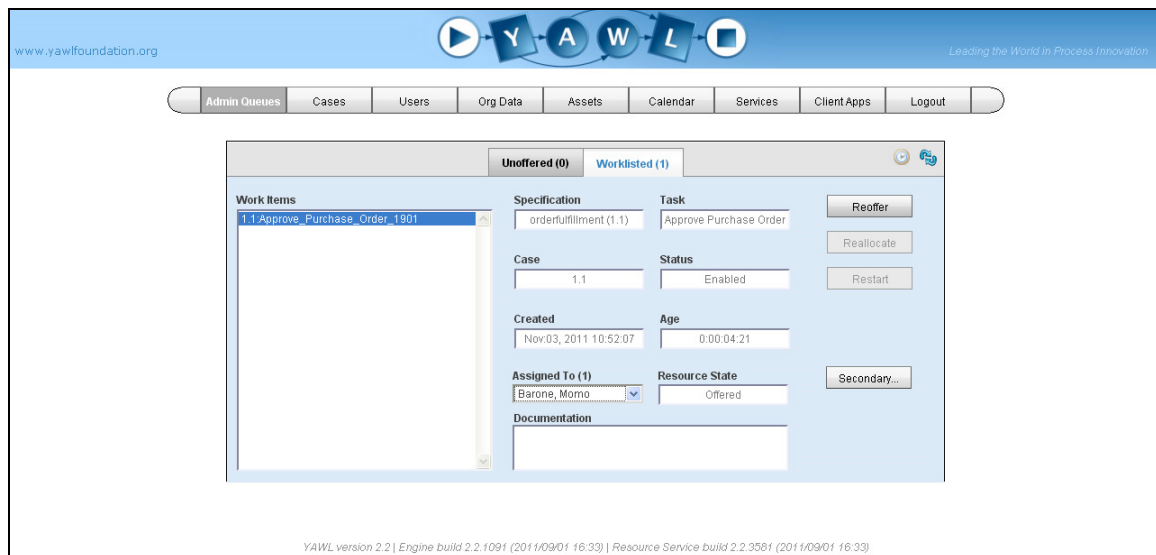 YAWL
www.yawlfoundation.org
Leading the World in Process Innovation
Admin Queues Cases Users Org Data Assets Calendar Services Client Apps Logout
Unoffered (0) Worklisted (1)
Work Items
1.1:Approve_Purchase_Order_1901
Specification Task
orderfulfillment (1.1) Approve Purchase Order
Reoffer
Reallocate
Case Status
1.1 Enabled
Restart
Created Age
Nov:03, 2011 10:52:07 0:00:04:21
Assigned To (1) Resource State
Barone, Momo Offered
Secondary...
Documentation
YAWL version 2.2 | Engine build 2.2.1091 (2011/09/01 16:33) | Resource Service build 2.2.3581 (2011/09/01 16:33)